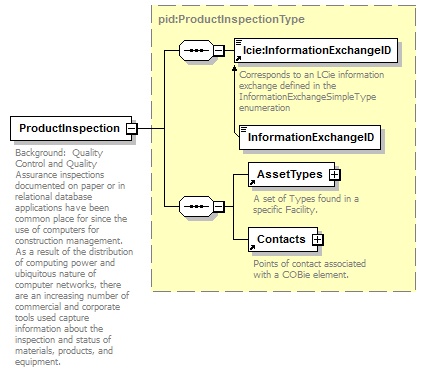 pid:ProductInspectionType
lcie:InformationExchangeID
Corresponds to an LCie information
exchange defined in the
InformationExchangeSimpleType
enumeration
InformationExchangeID
ProductInspection
Background:  Quality
Control and Quality
Assurance inspections
documented on paper or in
relational database
applications have been
common place for since the
use of computers for
construction management.
As a result of the distribution
of computing power and
ubiquitous nature of
computer networks, there
are an increasing number of
commercial and corporate
tools used capture
information about the
inspection and status of
materials, products, and
equipment.
AssetTypes
A set of Types found in a
specific Facility.
Contacts
Points of contact associated
with a COBie element.